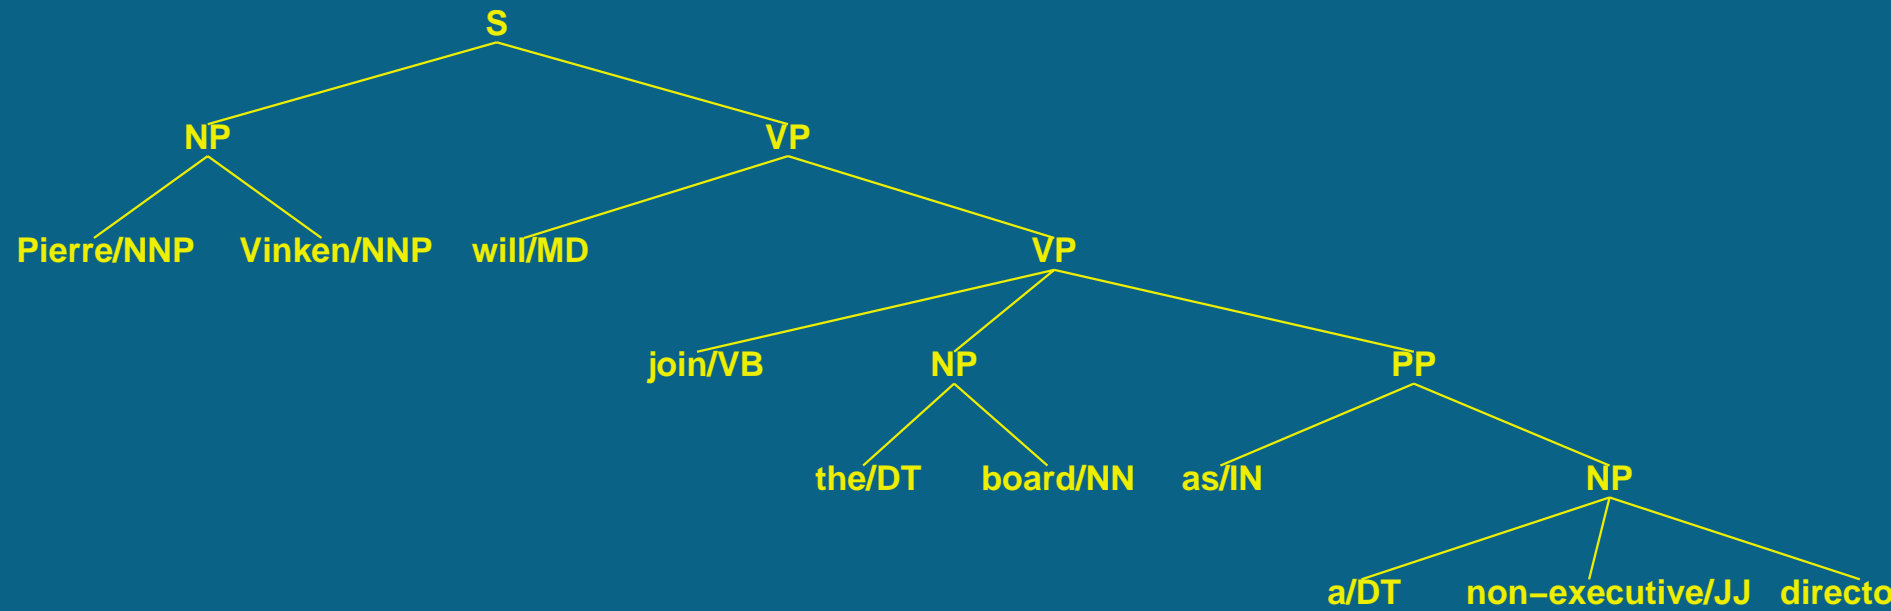 S
NP VP
Pierre/NNP Vinken/NNP will/MD VP
join/VB NP PP
the/DT board/NN as/IN NP
a/DT non–executive/JJ directo